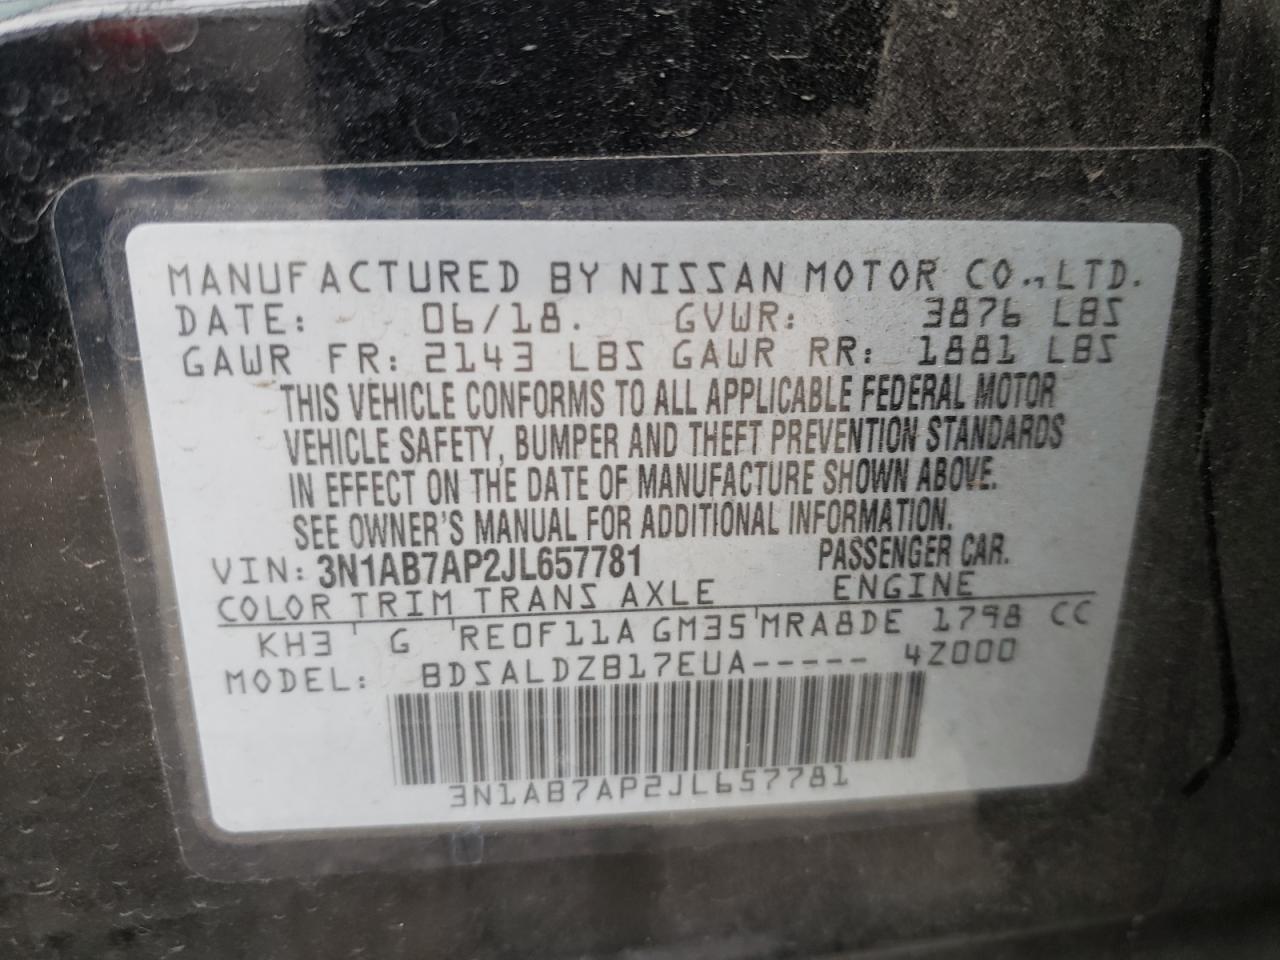 MANUFACTURED BY NISSAN MOTOR CO., LTD.
DATE: 06/18. GVWR: 3876 LBS
GAWR FR: 2143 LBS GAWR RR: 1881 LBS
THIS VEHICLE CONFORMS TO ALL APPLICABLE FEDERAL MOTOR
VEHICLE SAFETY, BUMPER AND THEFT PREVENTION STANDARDS
IN EFFECT ON THE DATE OF MANUFACTURE SHOWN ABOVE.
SEE OWNER'S MANUAL FOR ADDITIONAL INFORMATION.
VIN: 3N1AB7AP2JL657781 PASSENGER CAR.
COLOR TRIM TRANS AXLE ENGINE
KH3 G RE0F11A GM35 MRA8DE 1798 CC
MODEL: BDSALDZB17EUA----- 4Z000
3N1AB7AP2JL657781